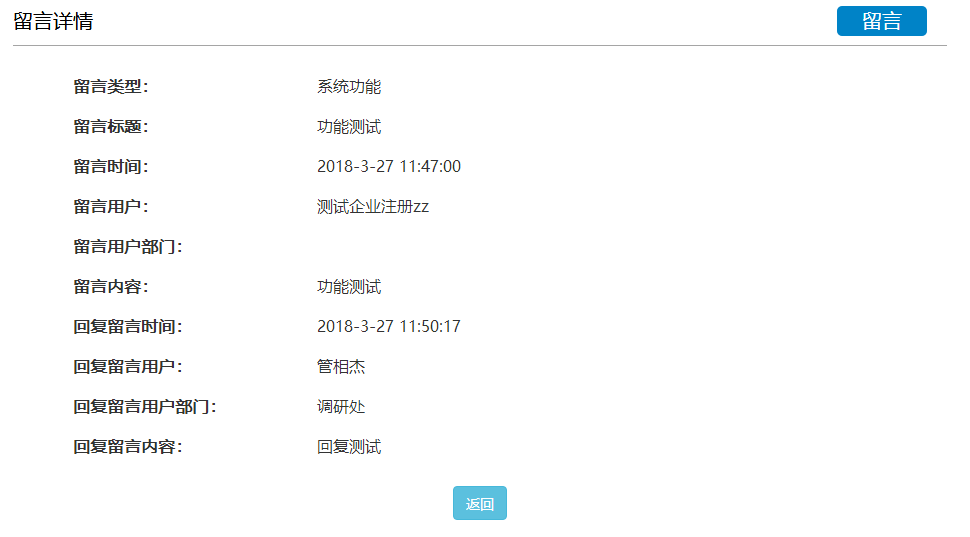 留言详情 留言
留言类型： 系统功能
留言标题： 功能测试
留言时间： 2018-3-27 11:47:00
留言用户： 测试企业注册zz
留言用户部门：
留言内容： 功能测试
回复留言时间： 2018-3-27 11:50:17
回复留言用户： 管相杰
回复留言用户部门： 调研处
回复留言内容： 回复测试
返回